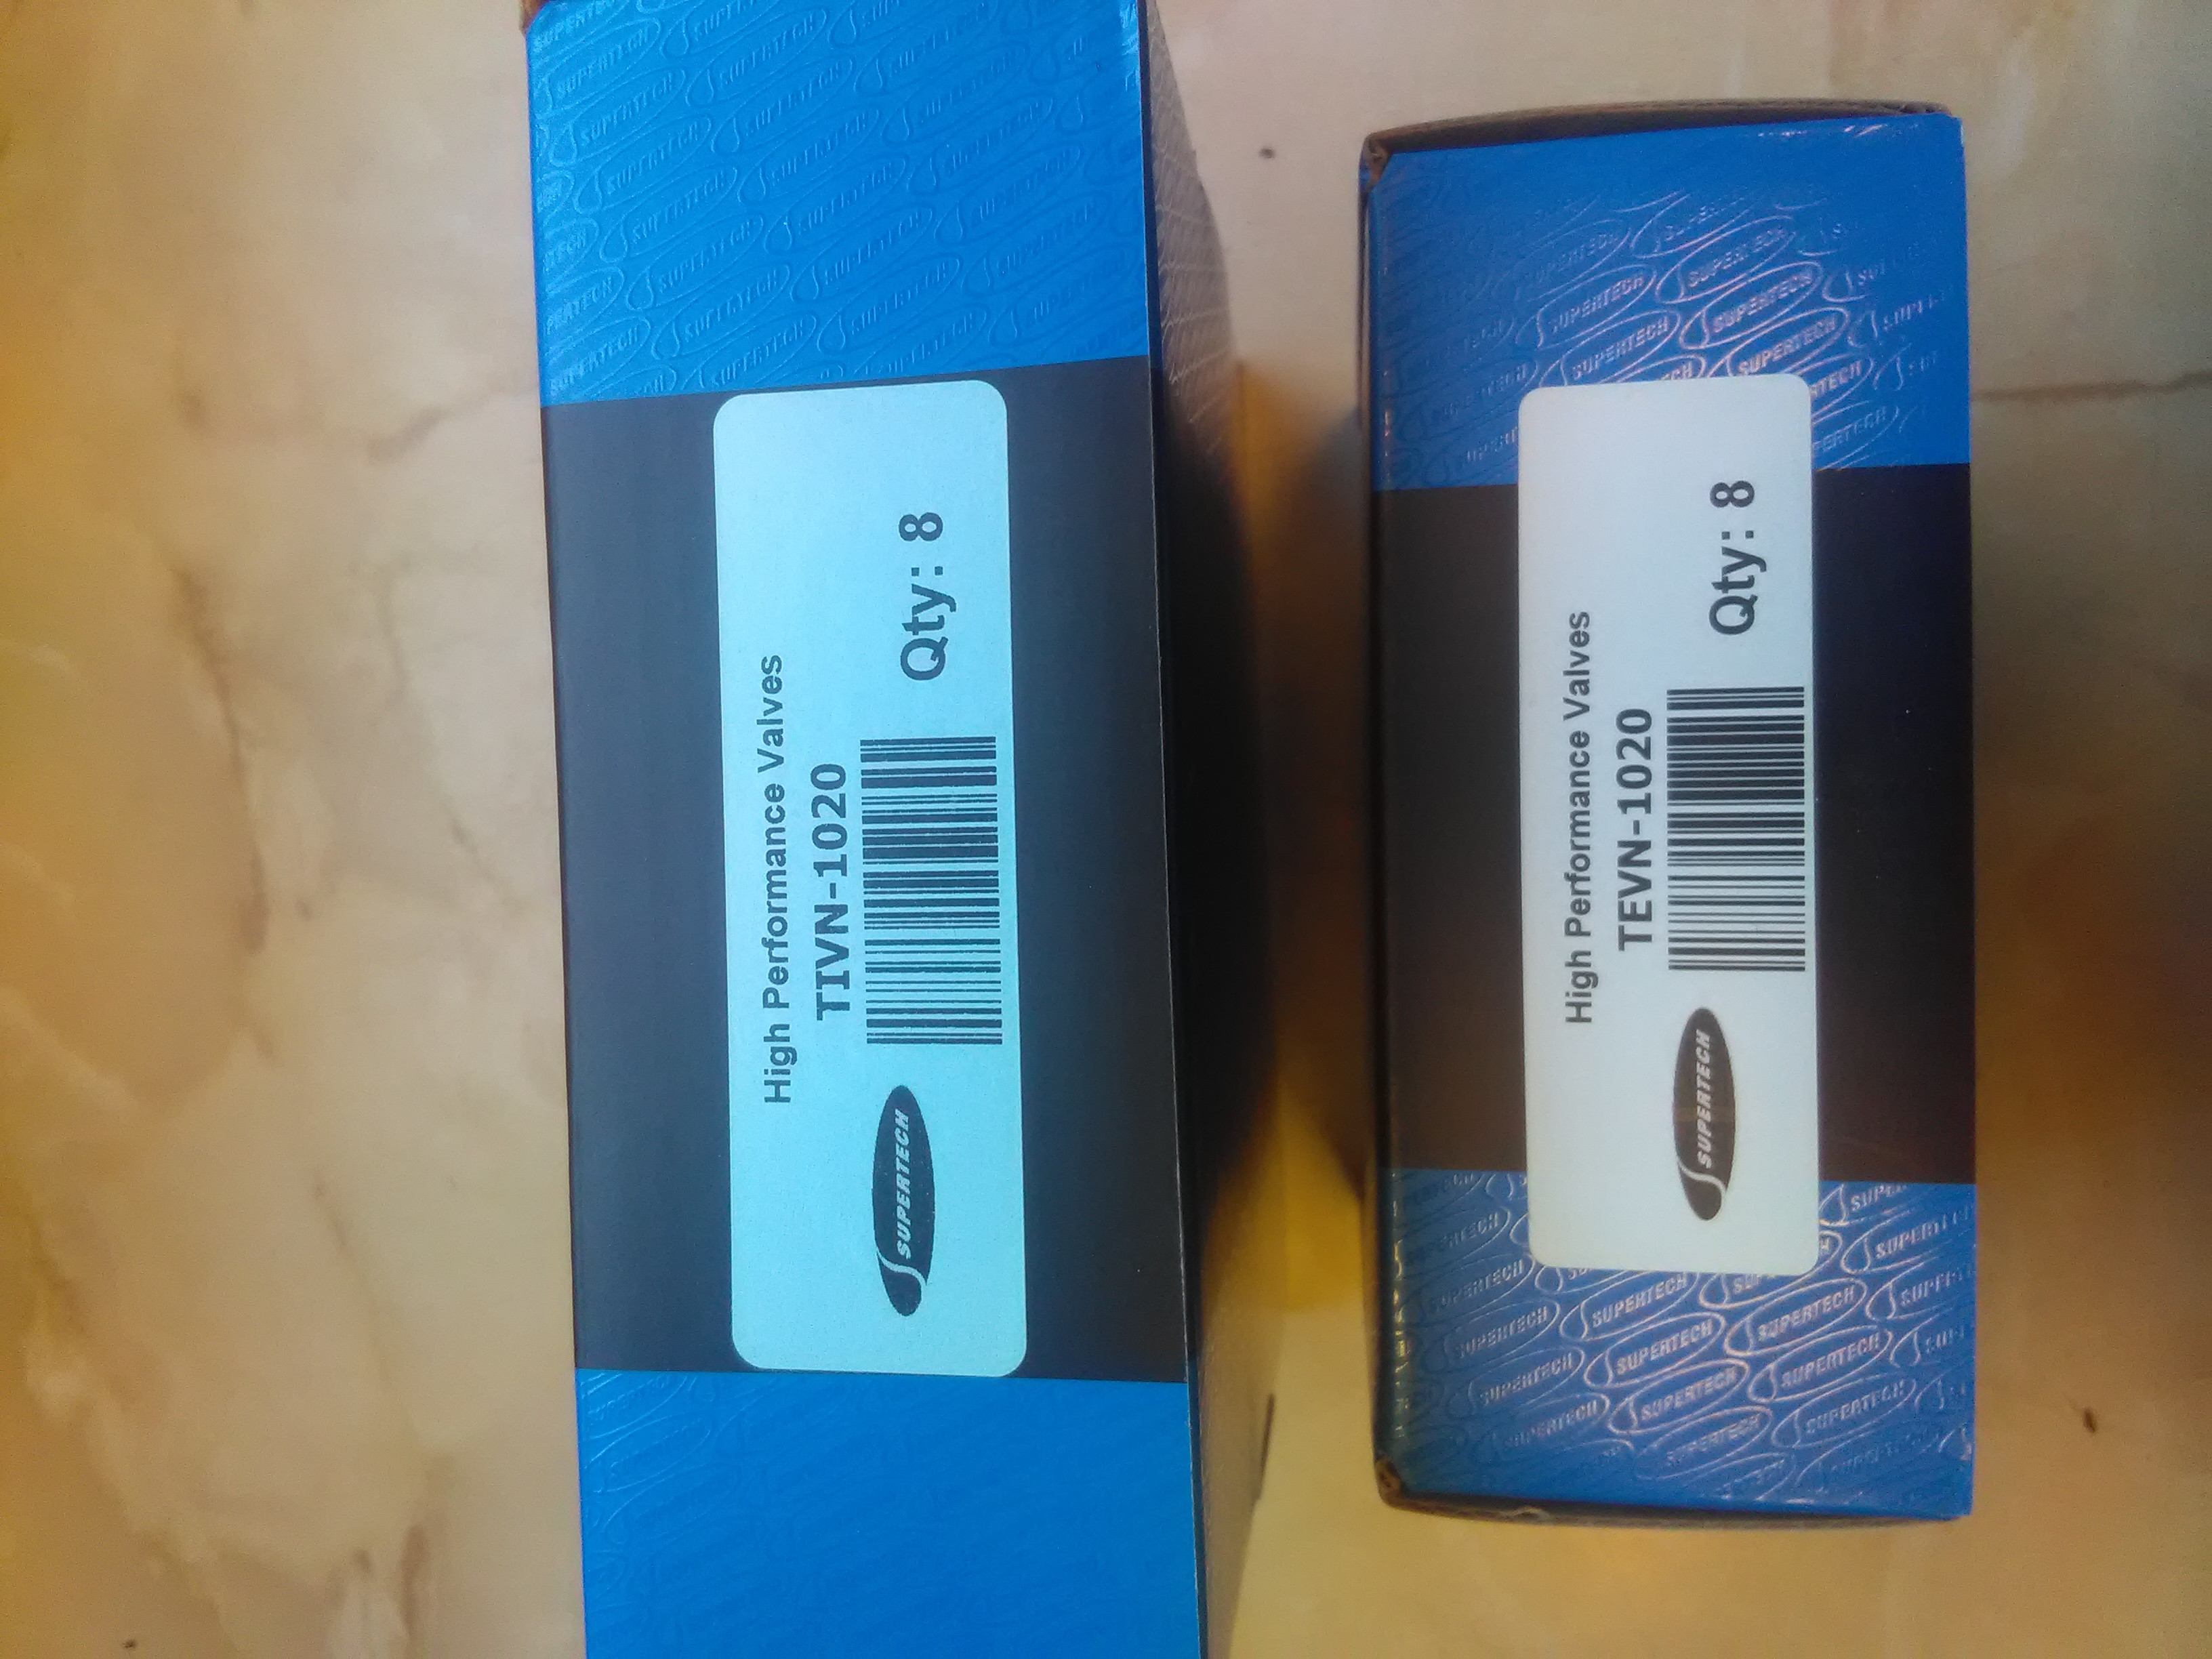 High Performance Valves
TIVN-1020
SUPERTECH
Qty: 8
High Performance Valves
TEVN-1020
SUPERTECH
Qty: 8